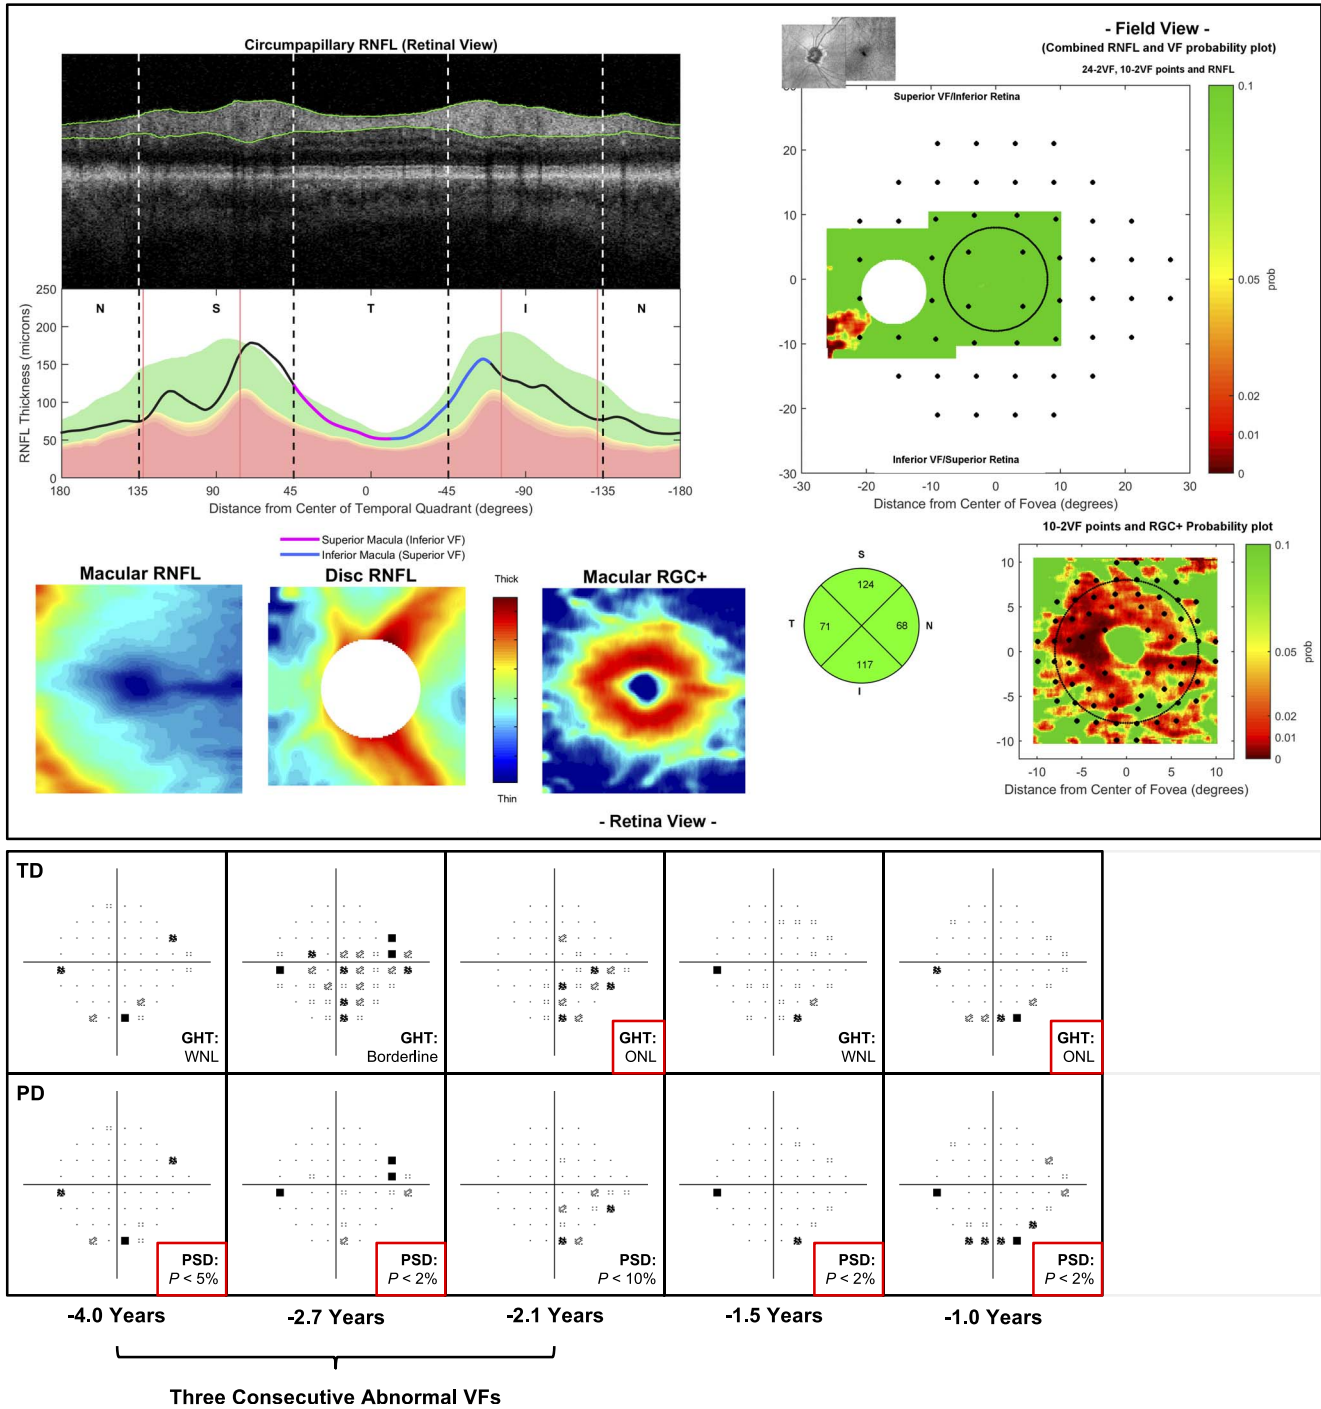 Circumpapillary RNFL (Retinal View)
250
200
150
100
50
0
RNFL Thickness (microns)
N
S
T
I
N
180
135
90
45
0
-45
-90
-135
-180
Distance from Center of Temporal Quadrant (degrees)
Superior Macula (Inferior VF)
Inferior Macula (Superior VF)
- Field View -
(Combined RNFL and VF probability plot)
24-2VF, 10-2VF points and RNFL
Superior VF/Inferior Retina
30
20
10
0
-10
-20
-30
Inferior VF/Superior Retina
-30
-20
-10
0
10
20
30
Distance from Center of Fovea (degrees)
0.1
0.05
0.02
0.01
0
prob
Macular RNFL
Disc RNFL
Thick
Thin
Macular RGC+
S
124
T
71
68
N
117
I
10-2VF points and RGC+ Probability plot
10
5
0
-5
-10
-10
-5
0
5
10
Distance from Center of Fovea (degrees)
0.1
0.05
0.02
0.01
0
prob
- Retina View -
TD
GHT:
WNL
GHT:
Borderline
GHT:
ONL
GHT:
WNL
GHT:
ONL
PD
PSD:
P < 5%
PSD:
P < 2%
PSD:
P < 10%
PSD:
P < 2%
PSD:
P < 2%
-4.0 Years
-2.7 Years
-2.1 Years
-1.5 Years
-1.0 Years
Three Consecutive Abnormal VFs